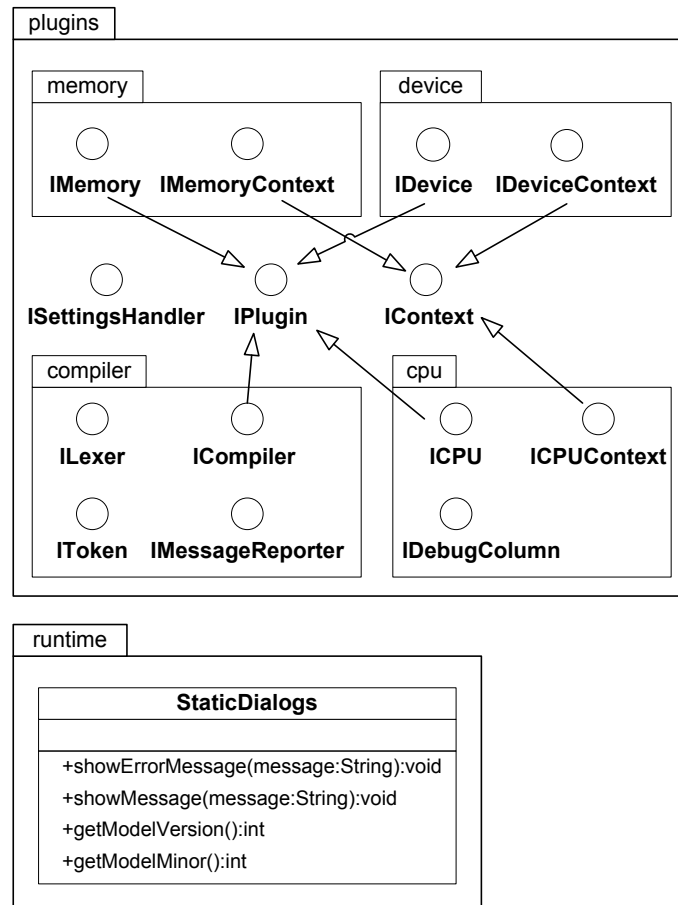 plugins
memory
device
IMemory
IMemoryContext
IDevice
IDeviceContext
ISettingsHandler
IPlugin
IContext
compiler
cpu
ILexer
ICompiler
ICPU
ICPUContext
IToken
IMessageReporter
IDebugColumn
runtime
StaticDialogs
+showErrorMessage(message:String):void
+showMessage(message:String):void
+getModelVersion():int
+getModelMinor():int